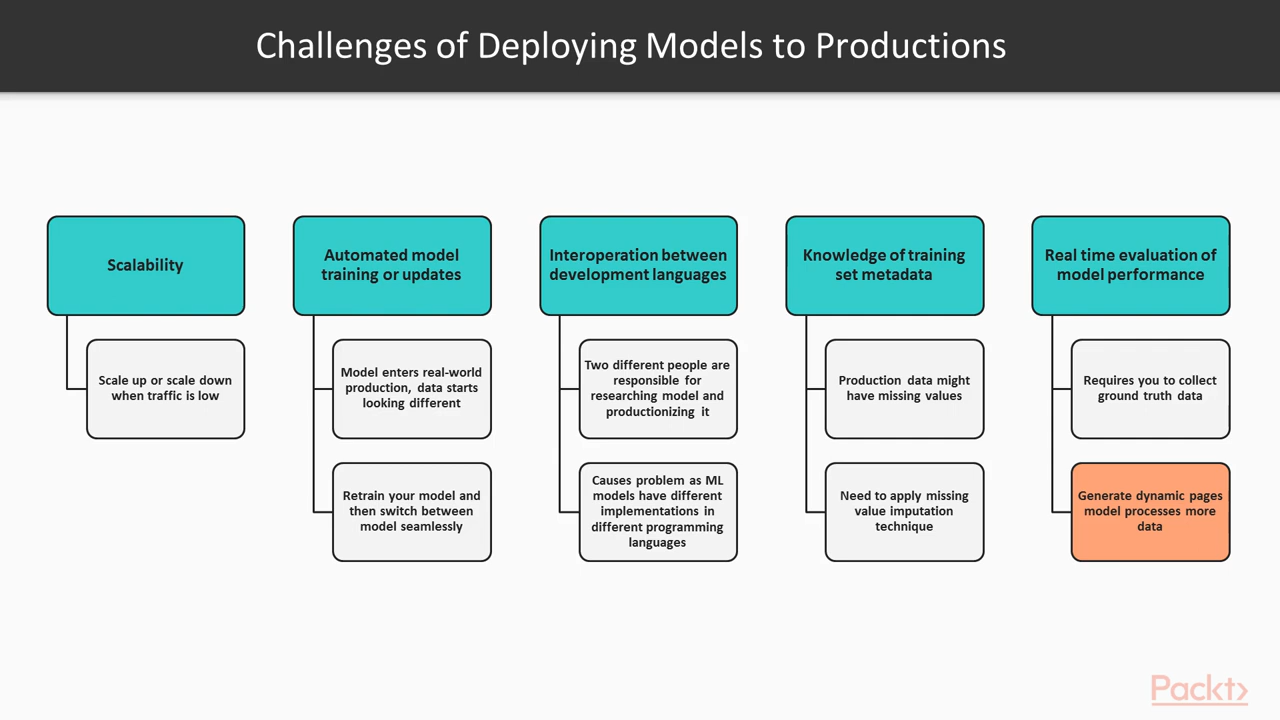 Challenges of Deploying Models to Productions
Scalability
Scale up or scale down
when traffic is low
Automated model
training or updates
Model enters real-world
production, data starts
looking different
Retrain your model and
then switch between
model seamlessly
Interoperation between
development languages
Two different people are
responsible for
researching model and
productionizing it
Causes problem as ML
models have different
implementations in
different programming
languages
Knowledge of training
set metadata
Production data might
have missing values
Need to apply missing
value imputation
technique
Real time evaluation of
model performance
Requires you to collect
ground truth data
Generate dynamic pages
model processes more
data
Packt>